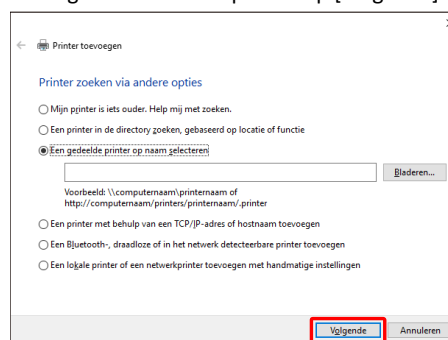 Printer toevoegen
Printer zoeken via andere opties
Mijn printer is iets ouder. Help mij met zoeken.
Een printer in de directory zoeken, gebaseerd op locatie of functie
Een gedeelde printer op naam selecteren
Bladeren...
Voorbeeld: \\computernaam\printernaam of
http://computernaam/printers/printernaam/.printer
Een printer met behulp van een TCP/IP-adres of hostnaam toevoegen
Een Bluetooth-, draadloze of in het netwerk detecteerbare printer toevoegen
Een lokale printer of een netwerkprinter toevoegen met handmatige instellingen
Volgende
Annuleren